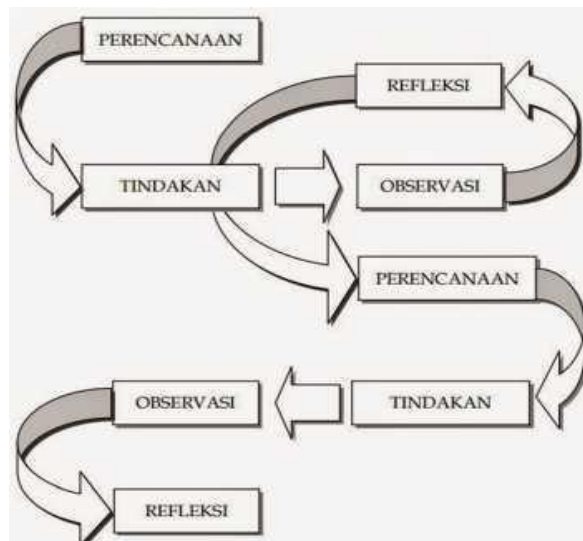 PERENCANAAN
REFLEKSI
TINDAKAN
OBSERVASI
PERENCANAAN
OBSERVASI
TINDAKAN
REFLEKSI